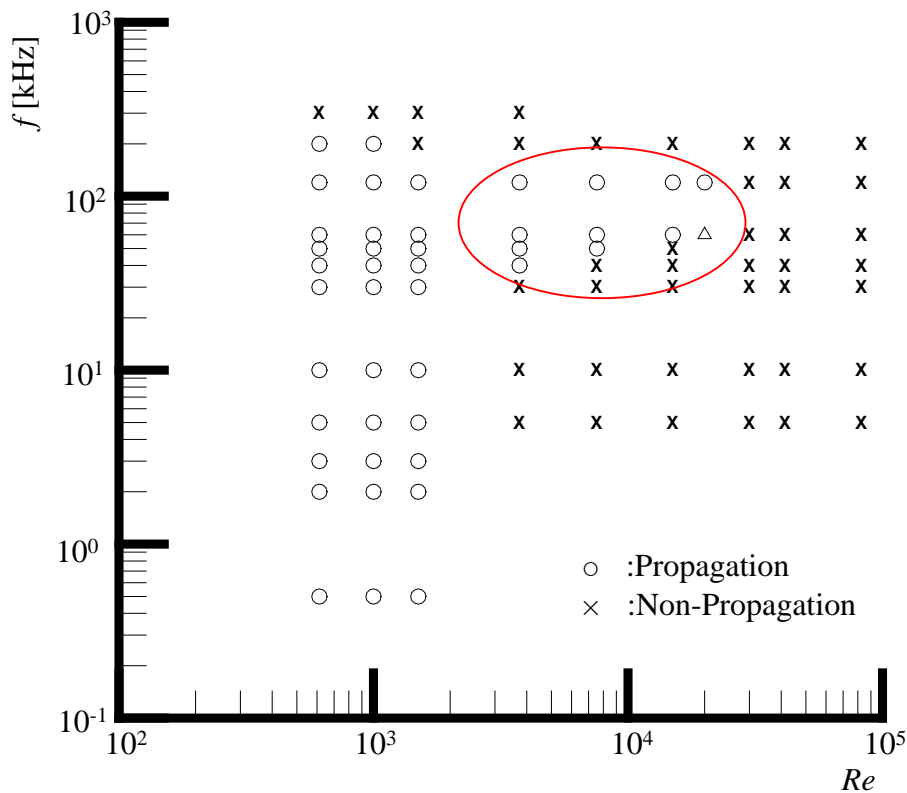 10³
f [kHz]
10²
10¹
10⁰
○ :Propagation
× :Non-Propagation
10⁻¹
10² 10³ 10⁴ 10⁵
Re